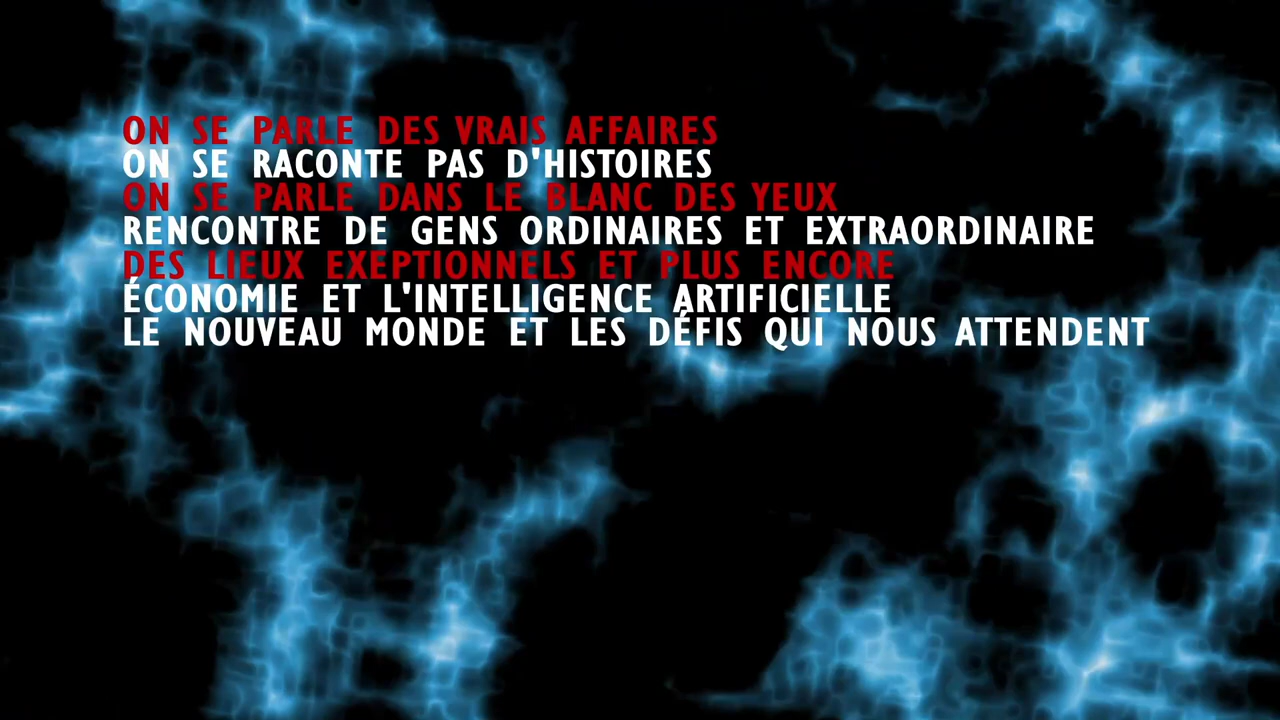 ON SE PARLE DES VRAIS AFFAIRES
ON SE RACONTE PAS D'HISTOIRES
ON SE PARLE DANS LE BLANC DES YEUX
RENCONTRE DE GENS ORDINAIRES ET EXTRAORDINAIRE
DES LIEUX EXEPTIONNELS ET PLUS ENCORE
ÉCONOMIE ET L'INTELLIGENCE ARTIFICIELLE
LE NOUVEAU MONDE ET LES DÉFIS QUI NOUS ATTENDENT